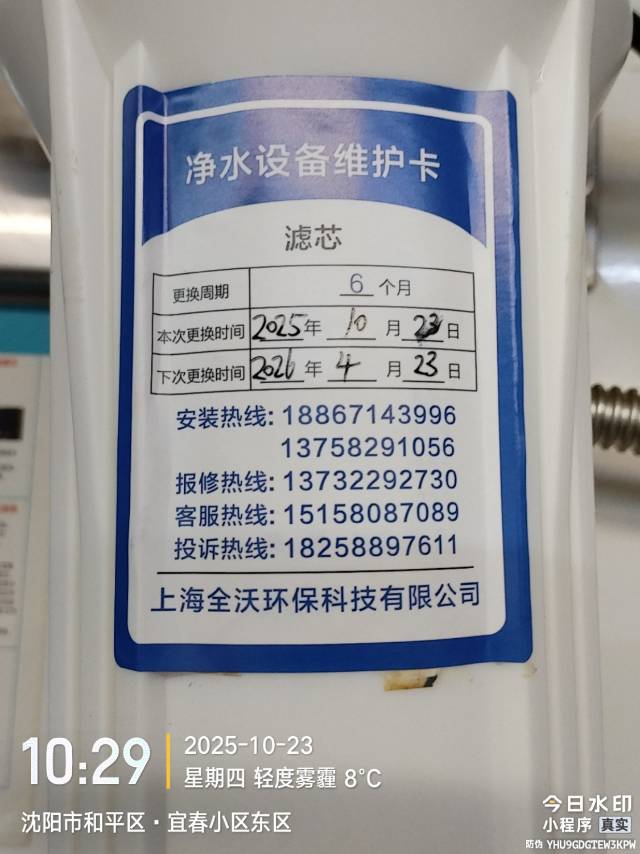 净水设备维护卡
滤芯
更换周期 6 个月
本次更换时间 2025 年 10 月 23 日
下次更换时间 2026 年 4 月 23 日
安装热线: 18867143996
13758291056
报修热线: 13732292730
客服热线: 15158087089
投诉热线: 18258897611
上海全沃环保科技有限公司
10:29
2025-10-23
星期四 轻度雾霾 8°C
沈阳市和平区·宜春小区东区
今日水印
小程序 真实
防伪 YHU9GDGTEW3KPW